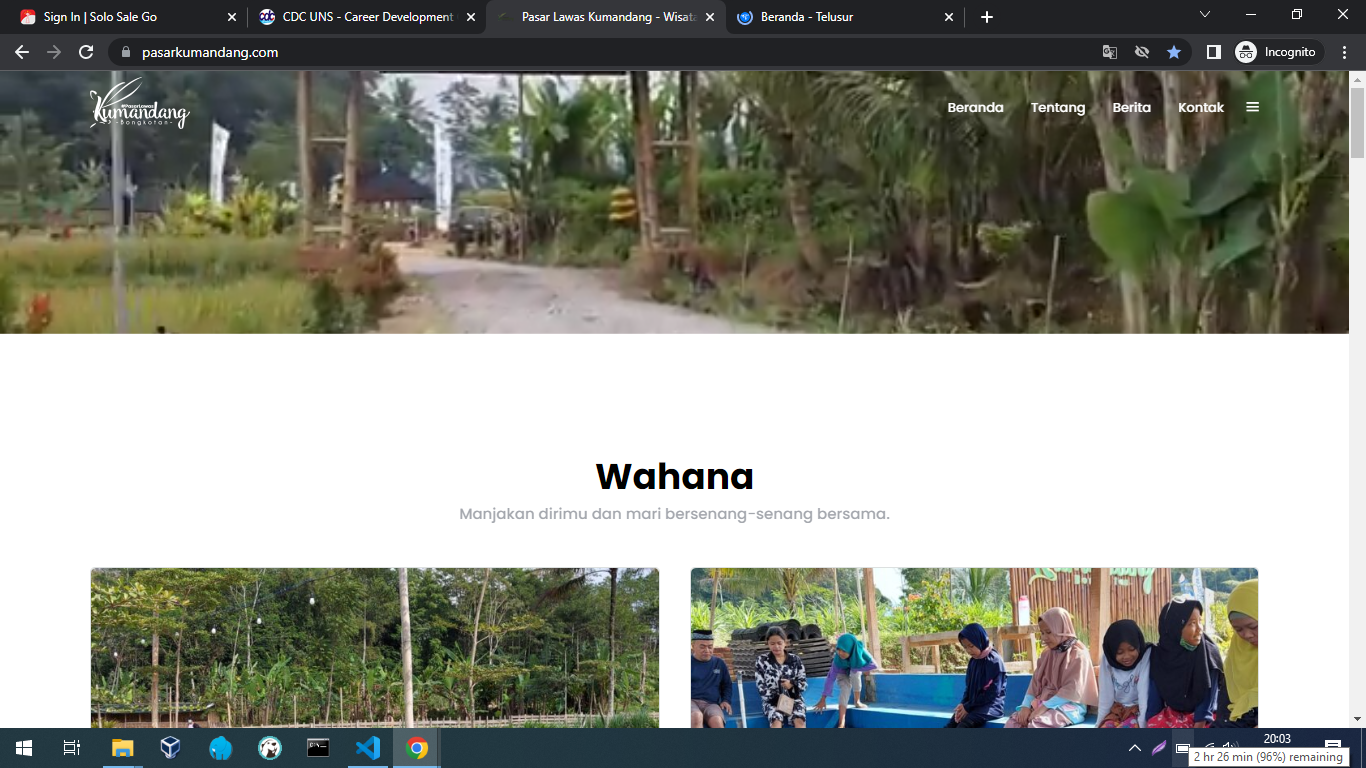 Sign In | Solo Sale Go
CDC UNS - Career Development
Pasar Lawas Kumandang - Wisata
Beranda - Telusur
pasarkumandang.com
Incognito
#PasarLawas
Kumandang
-Bongkotan-
Beranda
Tentang
Berita
Kontak
Wahana
Manjakan dirimu dan mari bersenang-senang bersama.
20:03
2 hr 26 min (96%) remaining